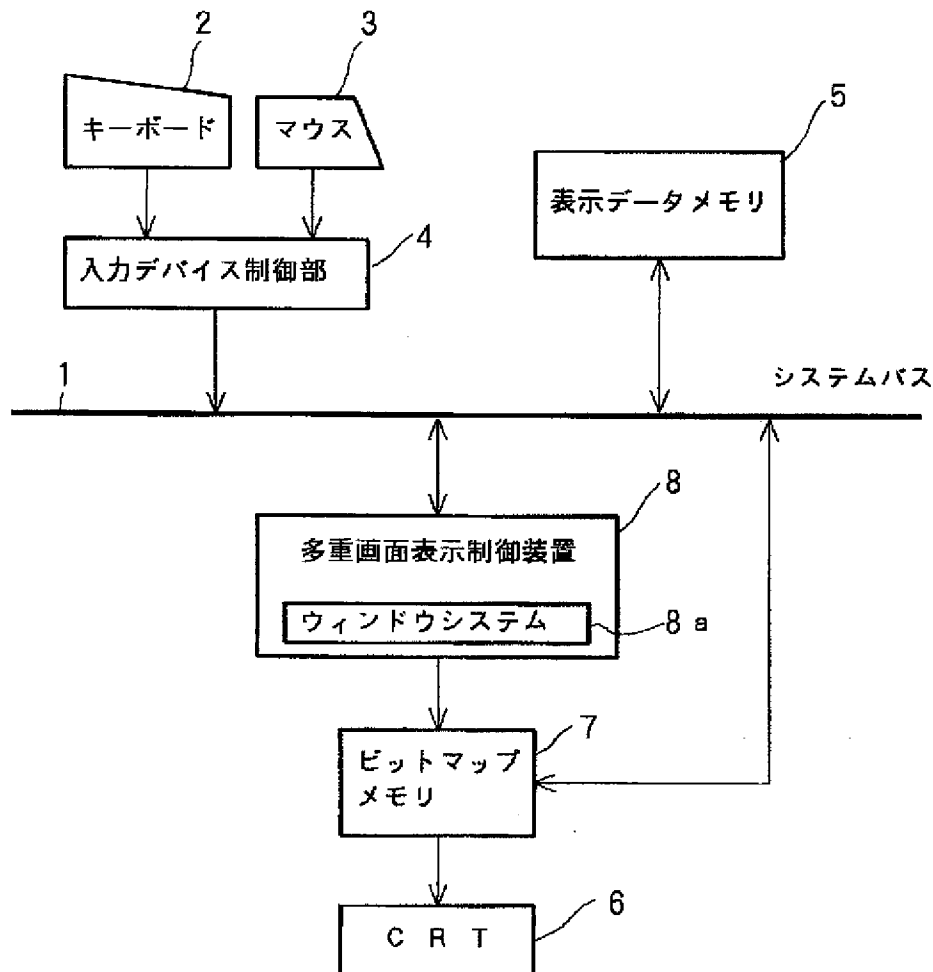 2
3
キーボード
マウス
5
表示データメモリ
4
入力デバイス制御部
1
システムバス
8
多重画面表示制御装置
ウィンドウシステム
8a
7
ビットマップ
メモリ
6
CRT